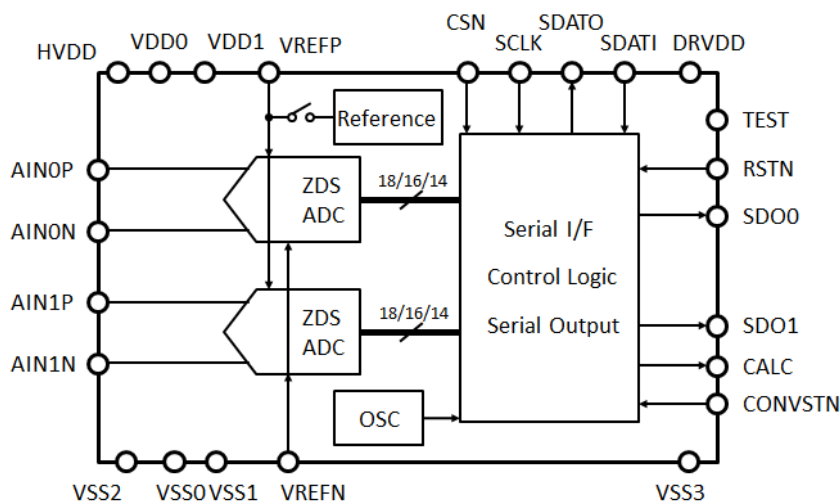 HVDD
VDD0
VDD1
VREFP
CSN
SCLK
SDATO
SDATI
DRVDD
Reference
TEST
AIN0P
ZDS
ADC
18/16/14
RSTN
AIN0N
Serial I/F
Control Logic
Serial Output
SDO0
AIN1P
ZDS
ADC
18/16/14
SDO1
AIN1N
CALC
OSC
CONVSTN
VSS2
VSS0
VSS1
VREFN
VSS3